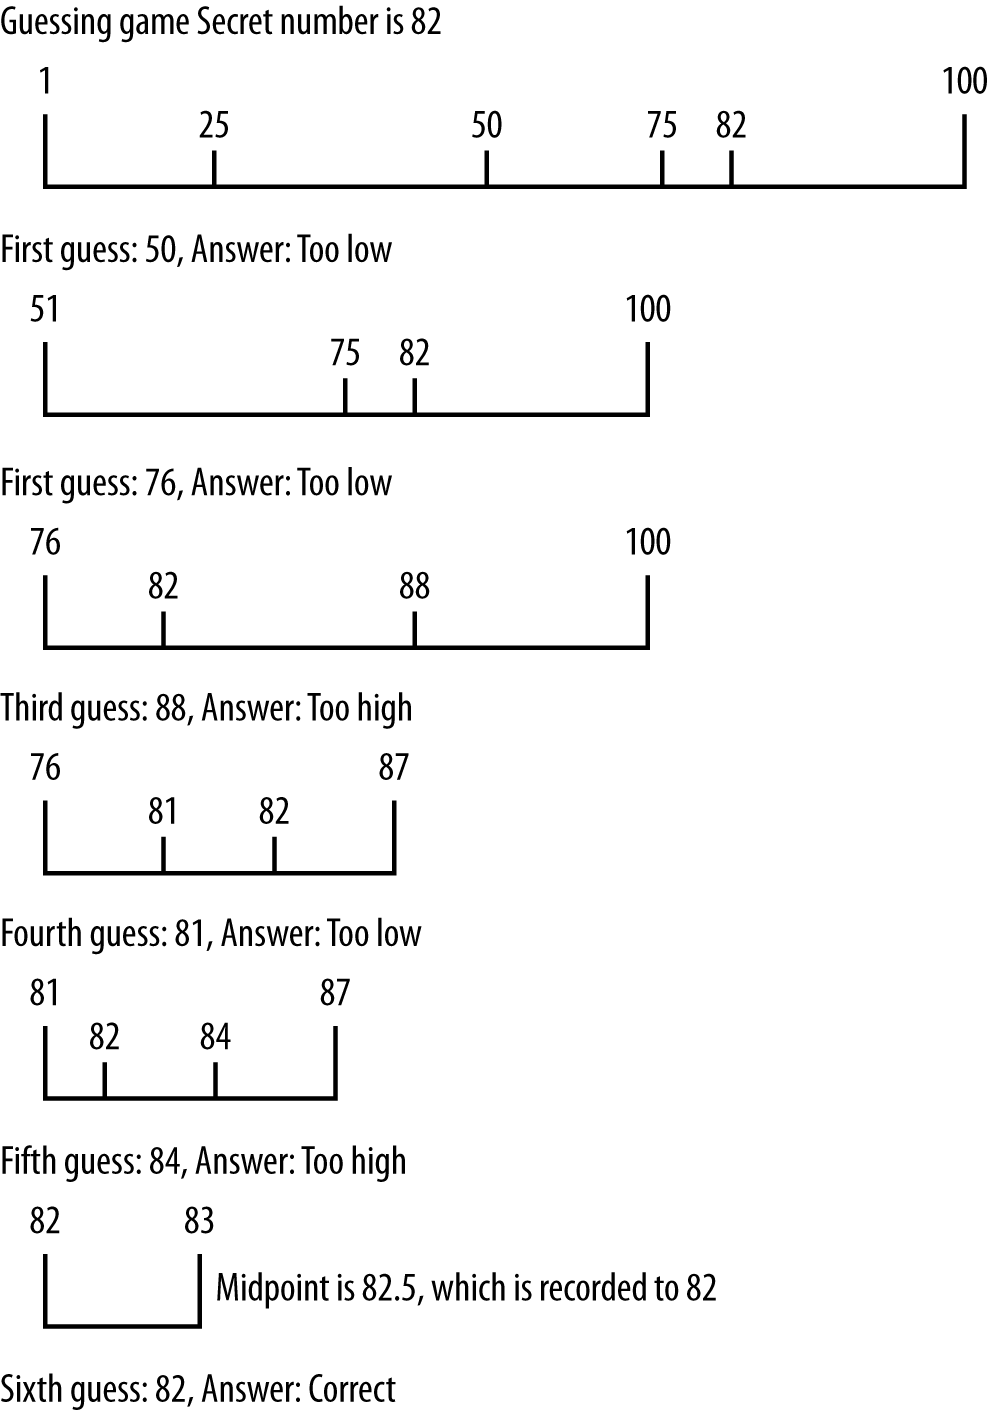 Guessing game Secret number is 82
1 100
25 50 75 82
First guess: 50, Answer: Too low
51 100
75 82
First guess: 76, Answer: Too low
76 100
82 88
Third guess: 88, Answer: Too high
76 87
81 82
Fourth guess: 81, Answer: Too low
81 87
82 84
Fifth guess: 84, Answer: Too high
82 83
Midpoint is 82.5, which is recorded to 82
Sixth guess: 82, Answer: Correct